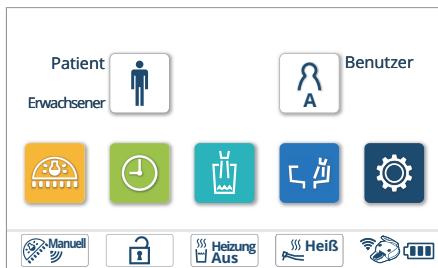 Patient
Benutzer
Erwachsener
A
Manuell
Heizung
Aus
Heiß